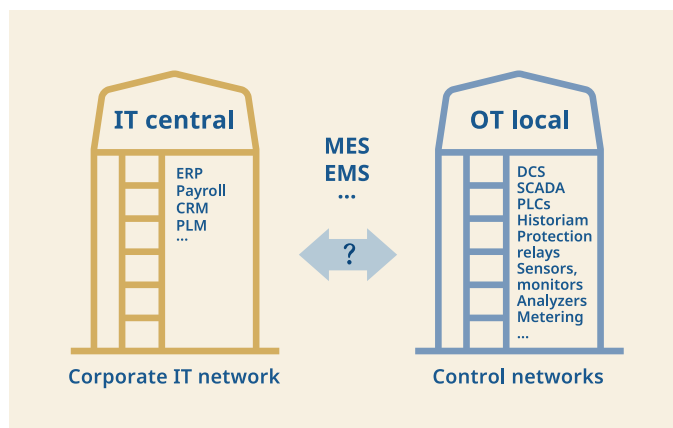 IT central
ERP
Payroll
CRM
PLM
...
Corporate IT network
MES
EMS
...
?
OT local
DCS
SCADA
PLCs
Historiam
Protection
relays
Sensors,
monitors
Analyzers
Metering
...
Control networks